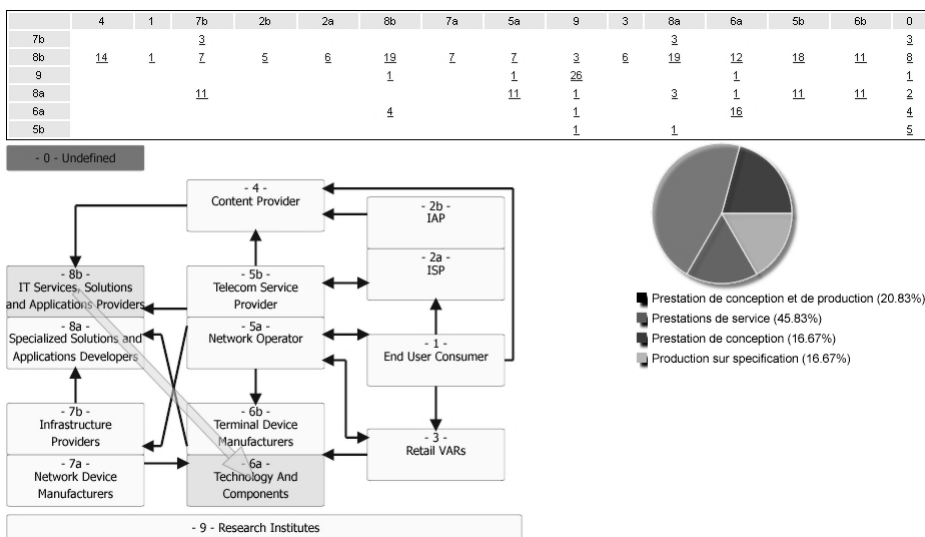 4 1 7b 2b 2a 8b 7a 5a 9 3 8a 6a 5b 6b 0
7b 3 3 3
8b 14 1 7 5 6 19 7 7 3 6 19 12 18 11 8
9 1 1 26 1 1
8a 11 11 1 3 1 11 11 2
6a 4 1 16 4
5b 1 1 5
- 0 - Undefined
- 4 -
Content Provider
- 2b -
IAP
- 2a -
ISP
- 8b -
IT Services, Solutions
and Applications Providers
- 5b -
Telecom Service
Provider
- 8a -
Specialized Solutions and
Applications Developers
- 5a -
Network Operator
- 1 -
End User Consumer
- 7b -
Infrastructure
Providers
- 6b -
Terminal Device
Manufacturers
- 3 -
Retail VARs
- 7a -
Network Device
Manufacturers
- 6a -
Technology And
Components
- 9 - Research Institutes
Prestation de conception et de production (20.83%)
Prestations de service (45.83%)
Prestation de conception (16.67%)
Production sur specification (16.67%)